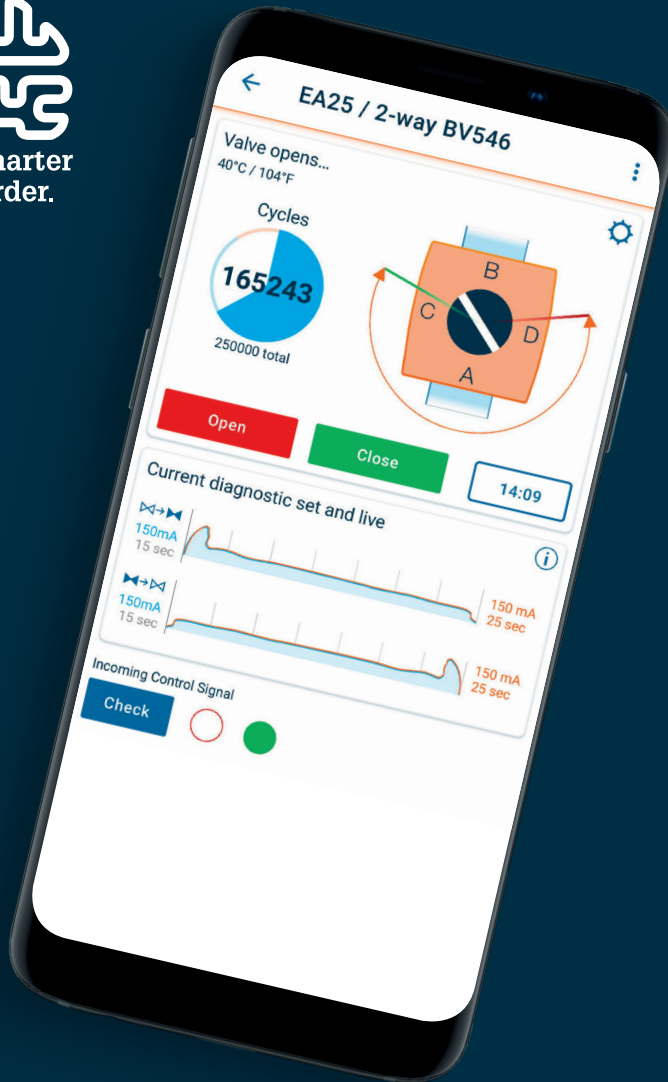 EA25 / 2-way BV546
Valve opens...
40°C / 104°F
Cycles
165243
250000 total
B
C
D
A
Open
Close
14:09
Current diagnostic set and live
150mA
15 sec
150 mA
25 sec
150mA
15 sec
150 mA
25 sec
Incoming Control Signal
Check